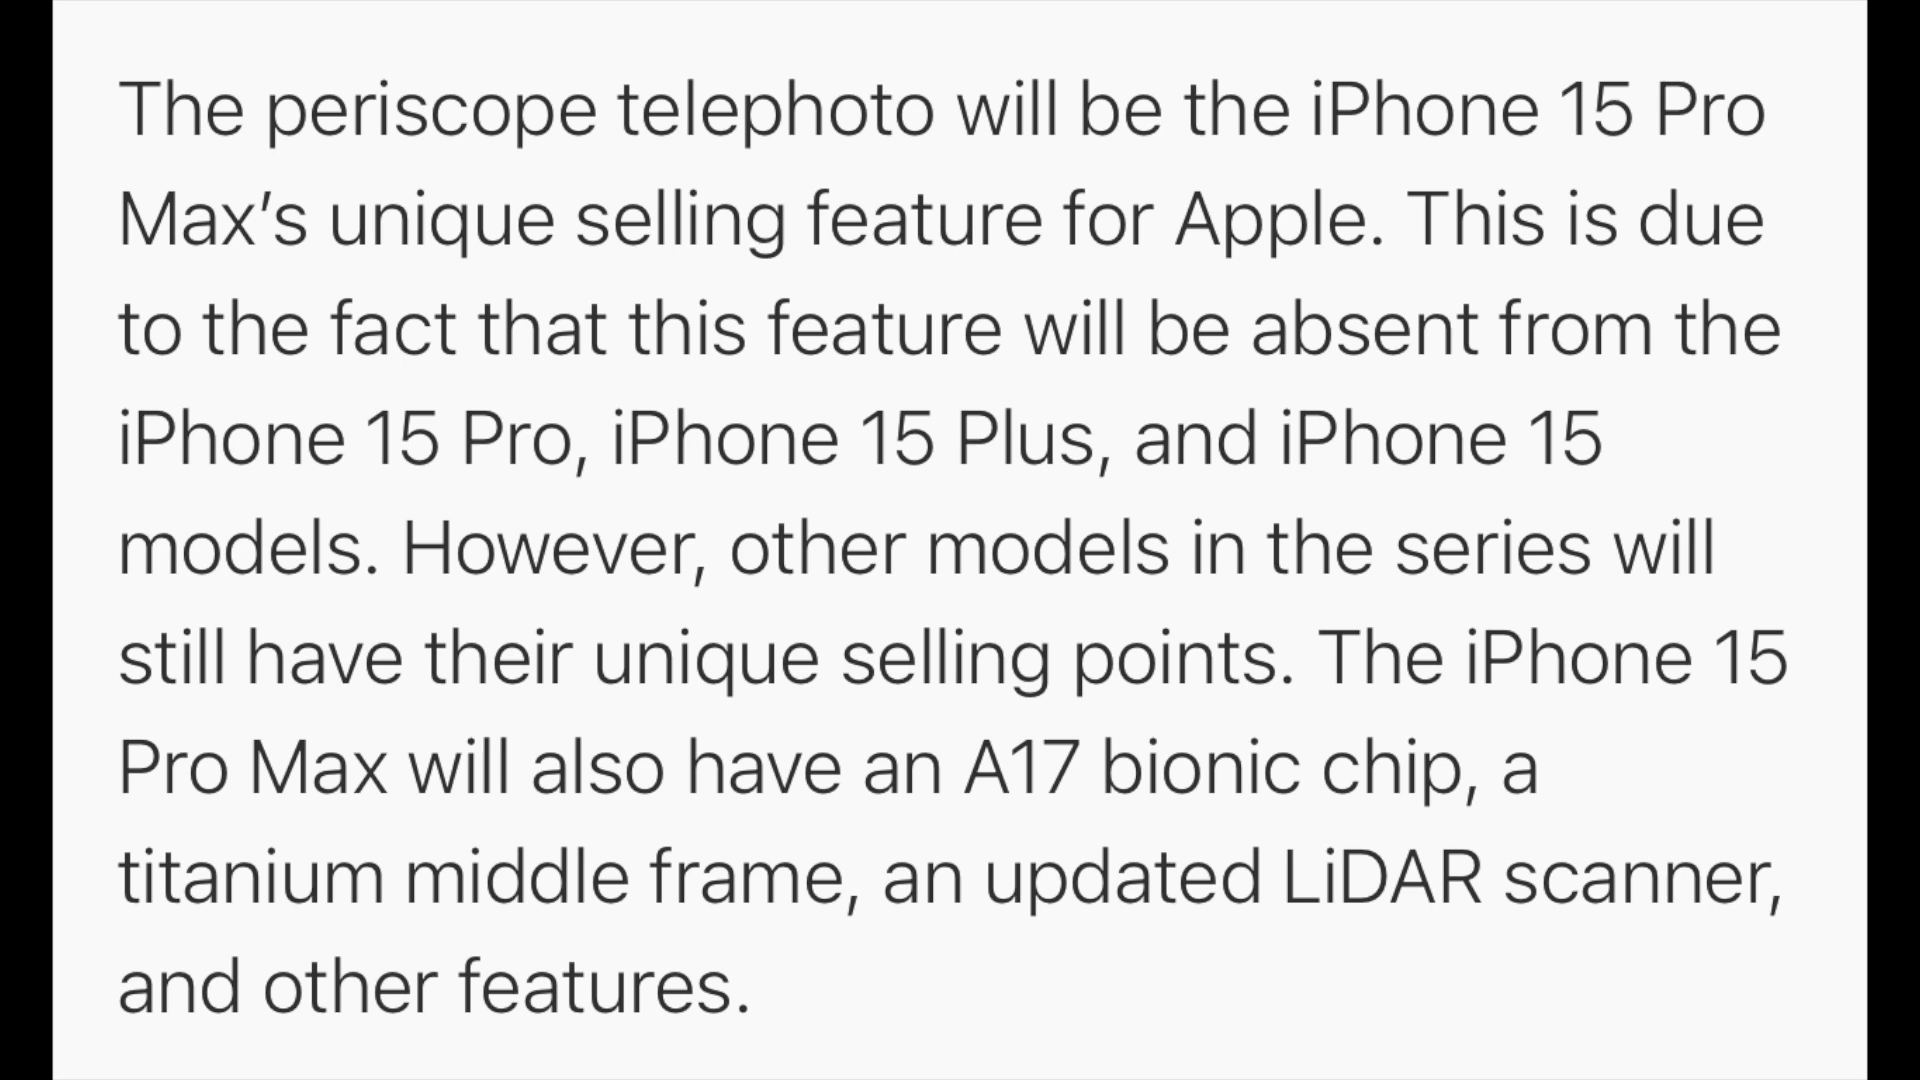 The periscope telephoto will be the iPhone 15 Pro
Max’s unique selling feature for Apple. This is due
to the fact that this feature will be absent from the
iPhone 15 Pro, iPhone 15 Plus, and iPhone 15
models. However, other models in the series will
still have their unique selling points. The iPhone 15
Pro Max will also have an A17 bionic chip, a
titanium middle frame, an updated LiDAR scanner,
and other features.